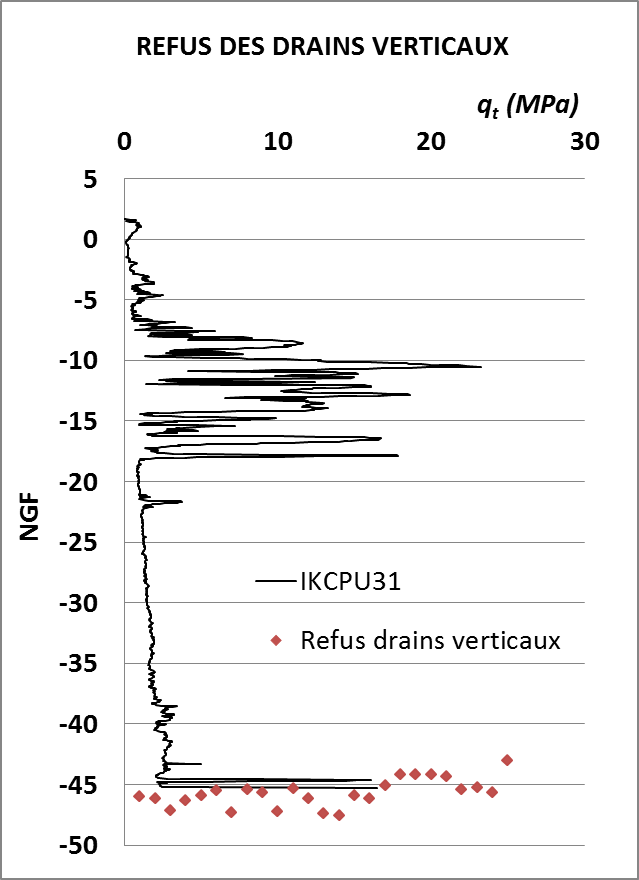 REFUS DES DRAINS VERTICAUX
qt (MPa)
0 10 20 30
5
0
-5
-10
-15
-20
-25
-30
-35
-40
-45
-50
NGF
IKCPU31
Refus drains verticaux